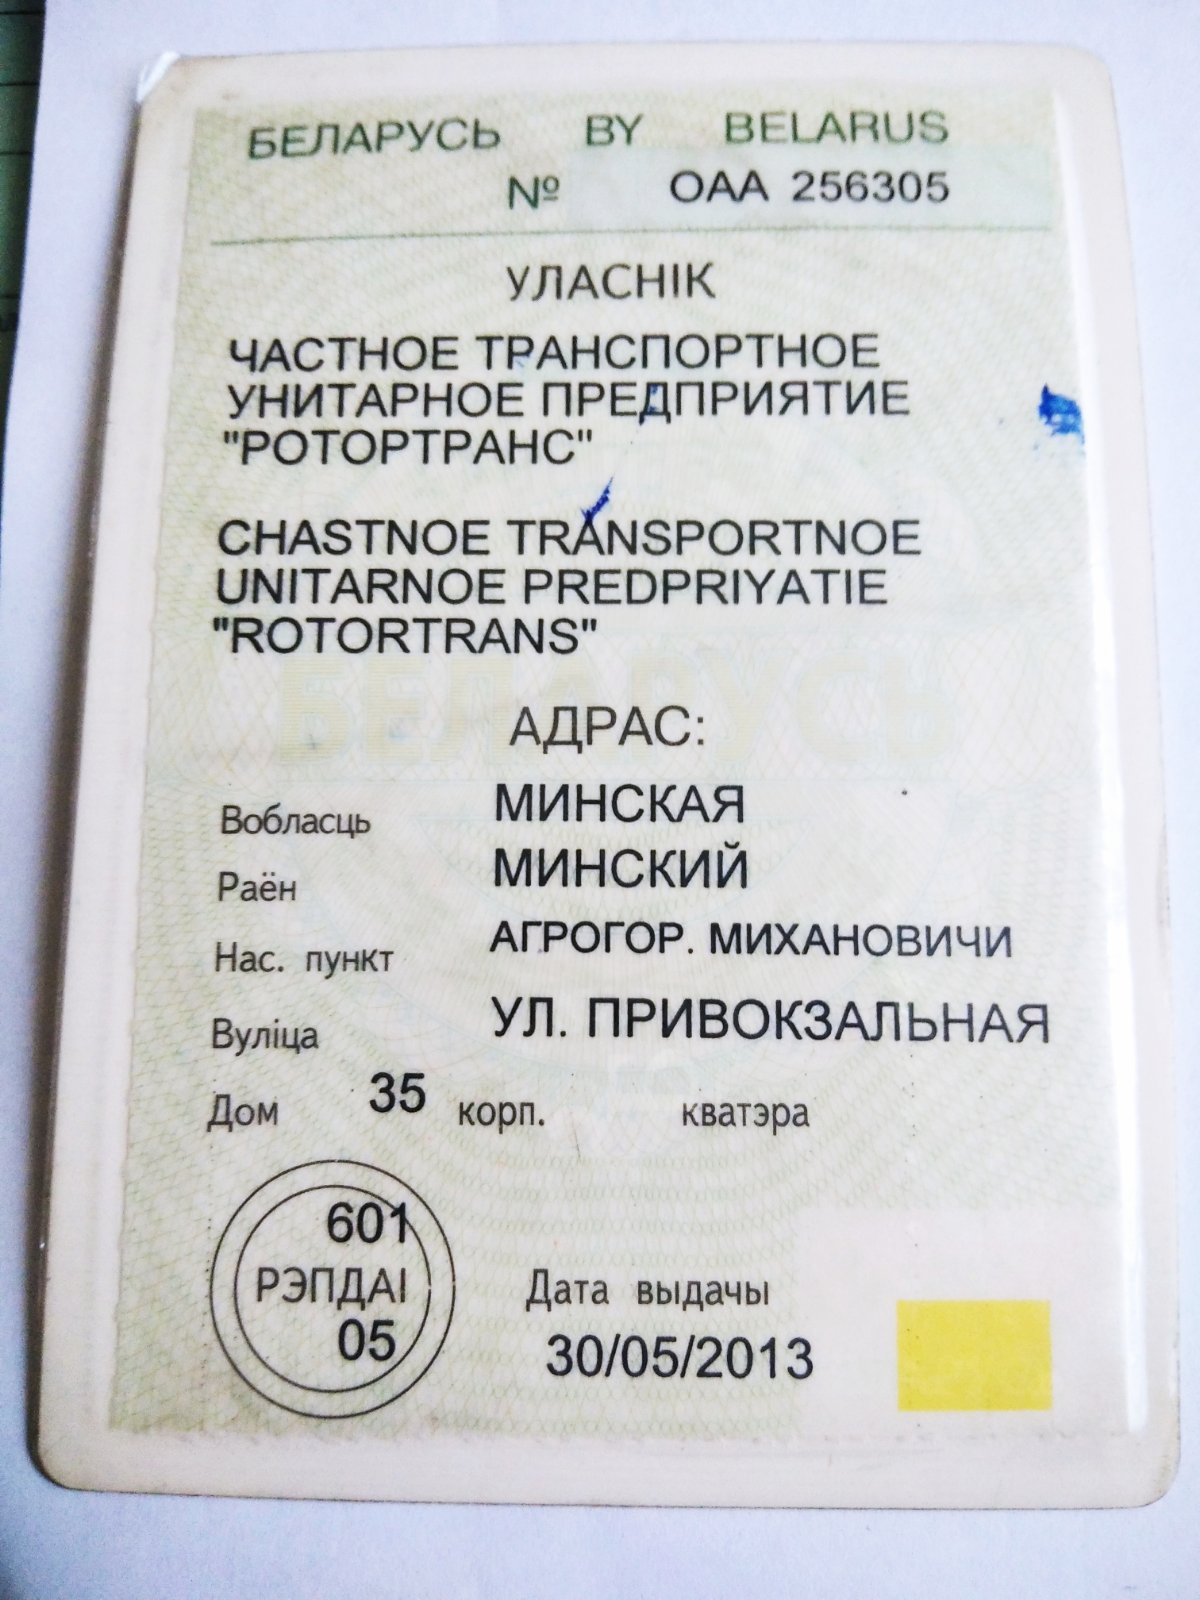 БЕЛАРУСЬ BY BELARUS
№ ОАА 256305
УЛАСНІК
ЧАСТНОЕ ТРАНСПОРТНОЕ
УНИТАРНОЕ ПРЕДПРИЯТИЕ
"РОТОРТРАНС"
CHASTNOE TRANSPORTNOE
UNITARNOE PREDPRIYATIE
"ROTORTRANS"
БЕЛАРУСЬ
АДРАС:
Вобласць МИНСКАЯ
Раён МИНСКИЙ
Нас. пункт АГРОГОР. МИХАНОВИЧИ
Вуліца УЛ. ПРИВОКЗАЛЬНАЯ
Дом 35 корп. кватэра
601
РЭПДАІ
05
Дата выдачы
30/05/2013